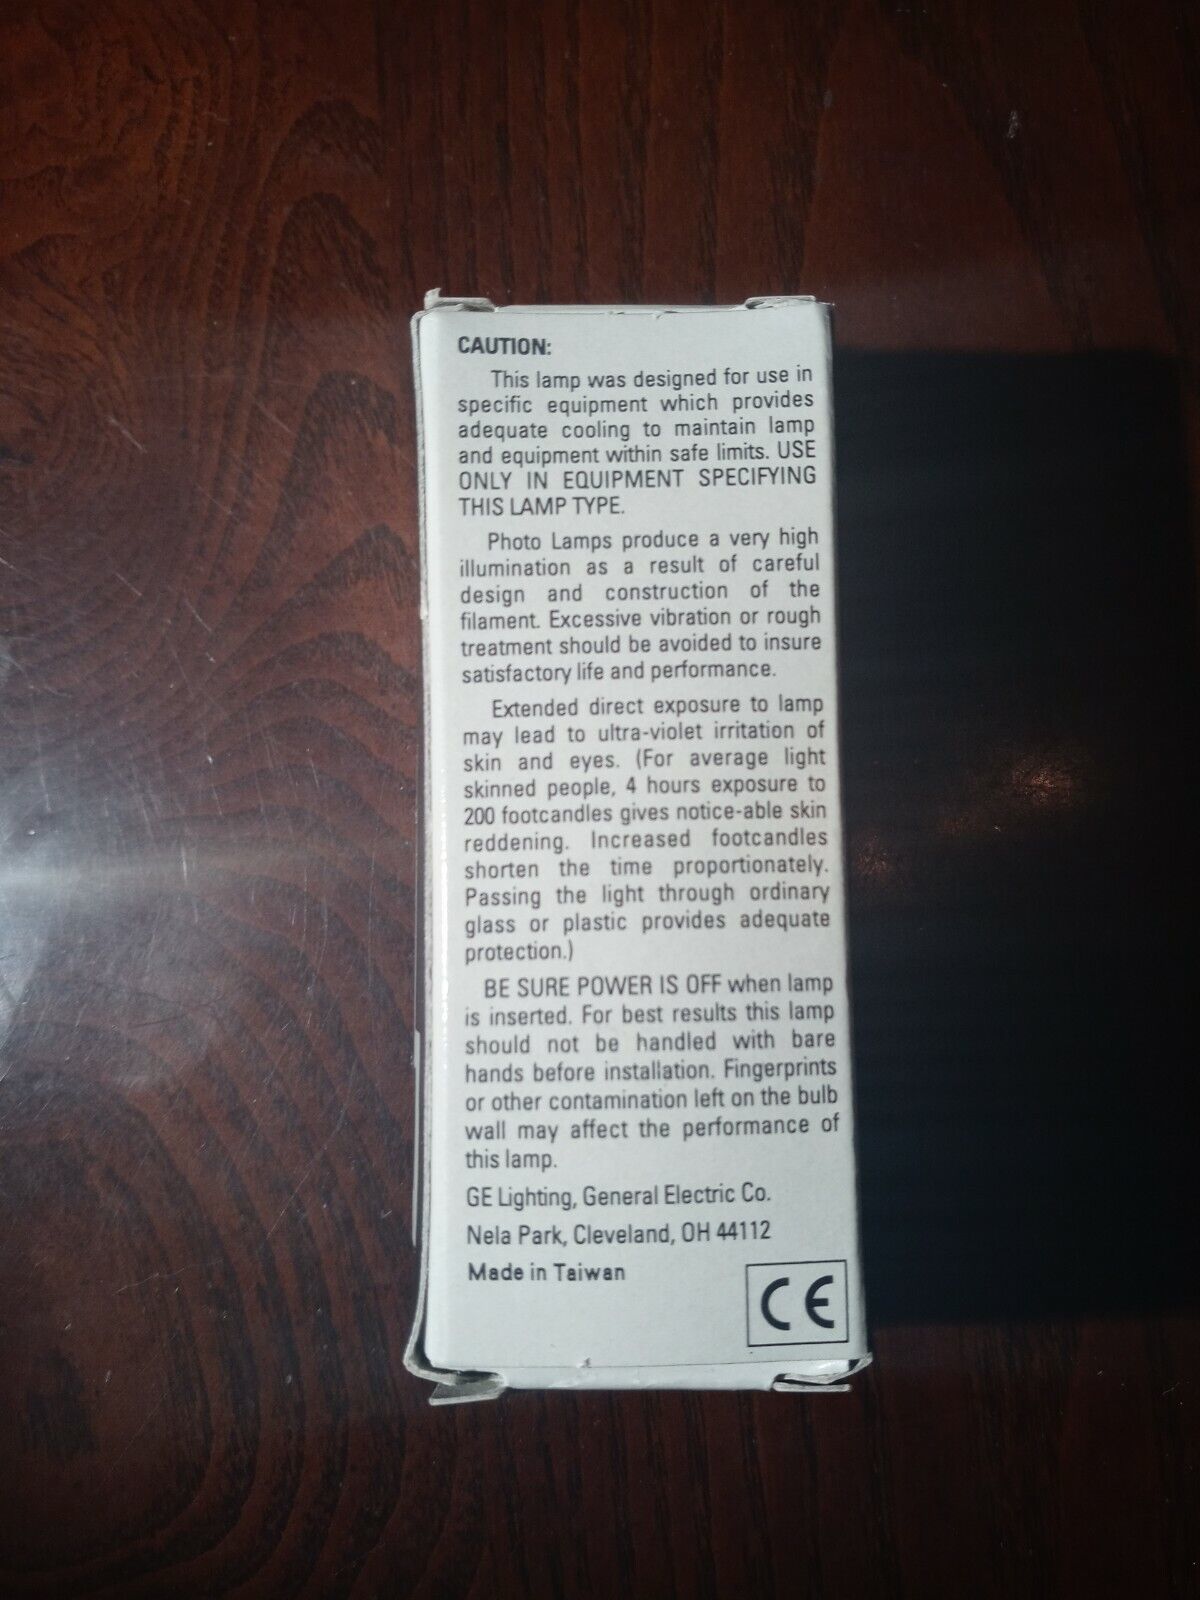 CAUTION:
This lamp was designed for use in
specific equipment which provides
adequate cooling to maintain lamp
and equipment within safe limits. USE
ONLY IN EQUIPMENT SPECIFYING
THIS LAMP TYPE.
Photo Lamps produce a very high
illumination as a result of careful
design and construction of the
filament. Excessive vibration or rough
treatment should be avoided to insure
satisfactory life and performance.
Extended direct exposure to lamp
may lead to ultra-violet irritation of
skin and eyes. (For average light
skinned people, 4 hours exposure to
200 footcandles gives notice-able skin
reddening. Increased footcandles
shorten the time proportionately.
Passing the light through ordinary
glass or plastic provides adequate
protection.)
BE SURE POWER IS OFF when lamp
is inserted. For best results this lamp
should not be handled with bare
hands before installation. Fingerprints
or other contamination left on the bulb
wall may affect the performance of
this lamp.
GE Lighting, General Electric Co.
Nela Park, Cleveland, OH 44112
Made in Taiwan
CE